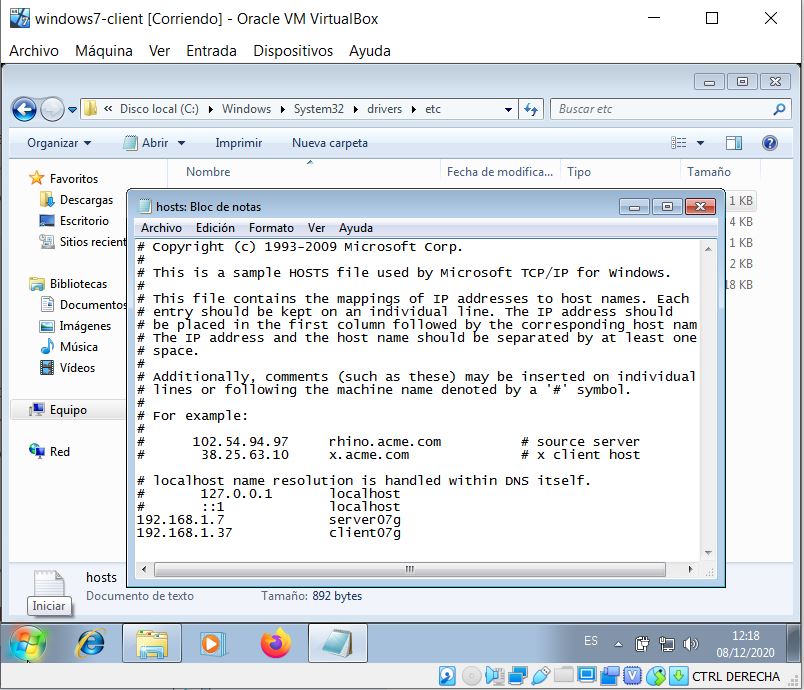 windows7-client [Corriendo] - Oracle VM VirtualBox
Archivo Máquina Ver Entrada Dispositivos Ayuda
« Disco local (C:) Windows System32 drivers etc
Buscar etc
Organizar Abrir Imprimir Nueva carpeta
Nombre Fecha de modifica... Tipo Tamaño
Favoritos
Descargas
Escritorio
Sitios recient
Bibliotecas
Documentos
Imágenes
Música
Vídeos
Equipo
Red
1 KB
4 KB
1 KB
2 KB
18 KB
hosts: Bloc de notas
Archivo Edición Formato Ver Ayuda
# Copyright (c) 1993-2009 Microsoft Corp.
#
# This is a sample HOSTS file used by Microsoft TCP/IP for Windows.
#
# This file contains the mappings of IP addresses to host names. Each
# entry should be kept on an individual line. The IP address should
# be placed in the first column followed by the corresponding host nam
# The IP address and the host name should be separated by at least one
# space.
#
# Additionally, comments (such as these) may be inserted on individual
# lines or following the machine name denoted by a '#' symbol.
#
# For example:
#
# 102.54.94.97 rhino.acme.com # source server
# 38.25.63.10 x.acme.com # x client host
# localhost name resolution is handled within DNS itself.
# 127.0.0.1 localhost
# ::1 localhost
192.168.1.7 server07g
192.168.1.37 client07g
hosts
Documento de texto
Tamaño: 892 bytes
Iniciar
ES
12:18
08/12/2020
CTRL DERECHA